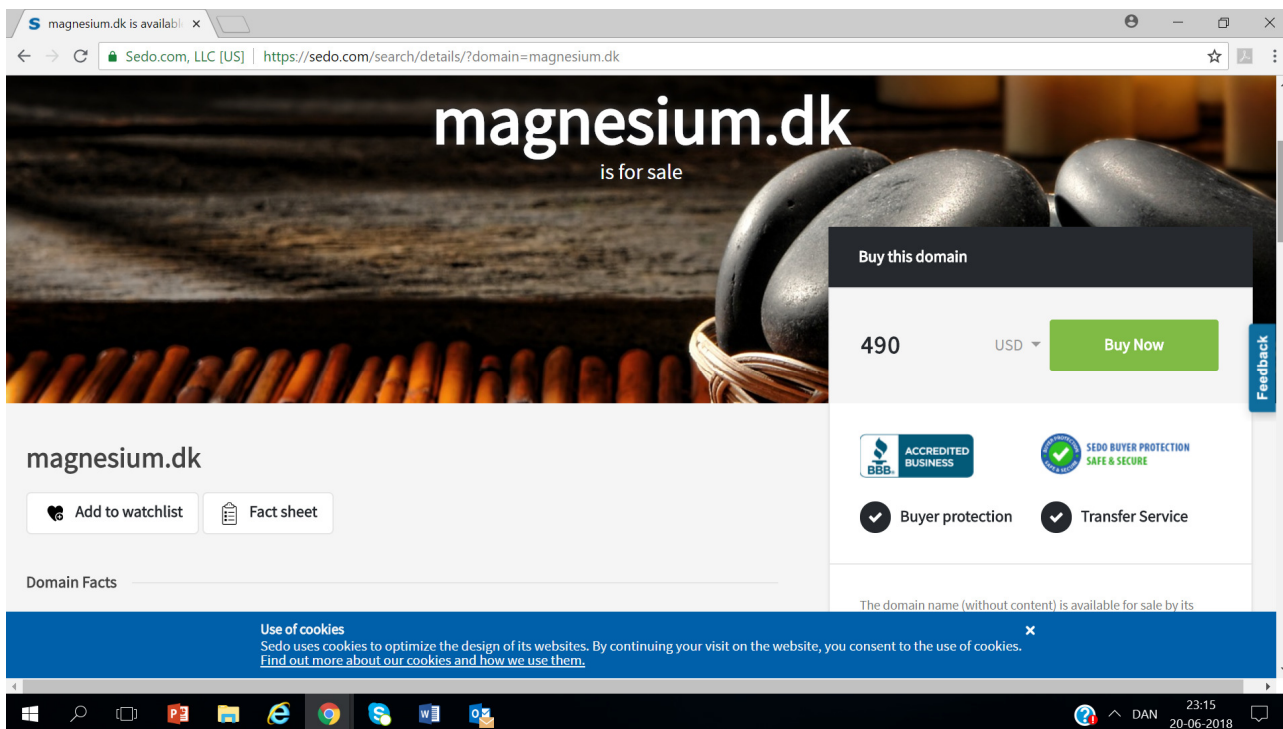 magnesium.dk is availabl
Sedo.com, LLC [US] https://sedo.com/search/details/?domain=magnesium.dk
magnesium.dk
is for sale
Buy this domain
490 USD Buy Now
Feedback
magnesium.dk
BBB. ACCREDITED BUSINESS
SEDO BUYER PROTECTION
SAFE & SECURE
Add to watchlist Fact sheet
Buyer protection Transfer Service
Domain Facts
The domain name (without content) is available for sale by its
Use of cookies
Sedo uses cookies to optimize the design of its websites. By continuing your visit on the website, you consent to the use of cookies.
Find out more about our cookies and how we use them.
DAN
23:15
20-06-2018